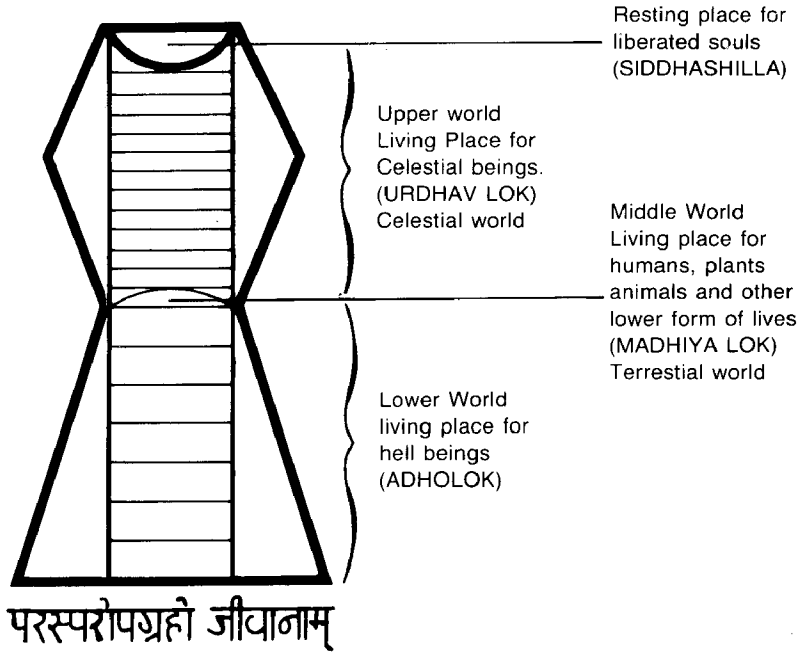 Resting place for
liberated souls
(SIDDHASHILLA)
Upper world
Living Place for
Celestial beings.
(URDHAV LOK)
Celestial world
Middle World
Living place for
humans, plants
animals and other
lower form of lives
(MADHIYA LOK)
Terrestial world
Lower World
living place for
hell beings
(ADHOLOK)
परस्परोपग्रहो जीवानाम्